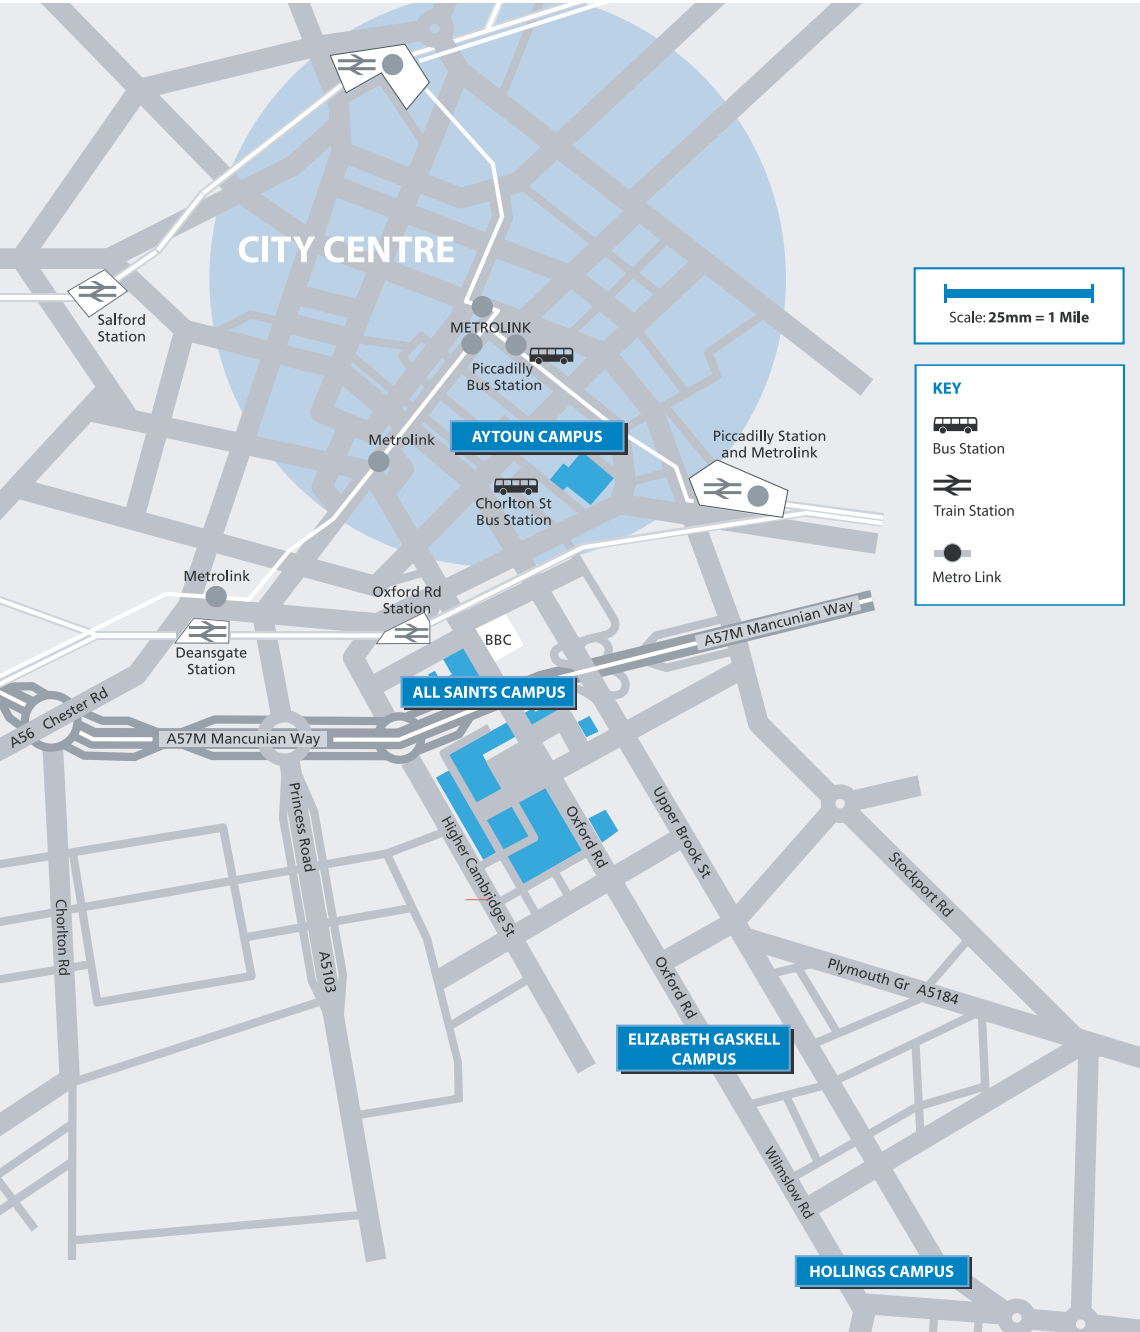 CITY CENTRE
Salford
Station
METROLINK
Piccadilly
Bus Station
Scale: 25mm = 1 Mile
KEY
Bus Station
Train Station
Metro Link
Metrolink
AYTOUN CAMPUS
Piccadilly Station
and Metrolink
Chorlton St
Bus Station
Metrolink
Oxford Rd
Station
Deansgate
Station
BBC
A57M Mancunian Way
ALL SAINTS CAMPUS
A56 Chester Rd
A57M Mancunian Way
Princess Road
Higher Cambridge St
Oxford Rd
Upper Brook St
Stockport Rd
Chorlton Rd
A5103
Oxford Rd
Plymouth Gr A5184
ELIZABETH GASKELL
CAMPUS
Wilmslow Rd
HOLLINGS CAMPUS